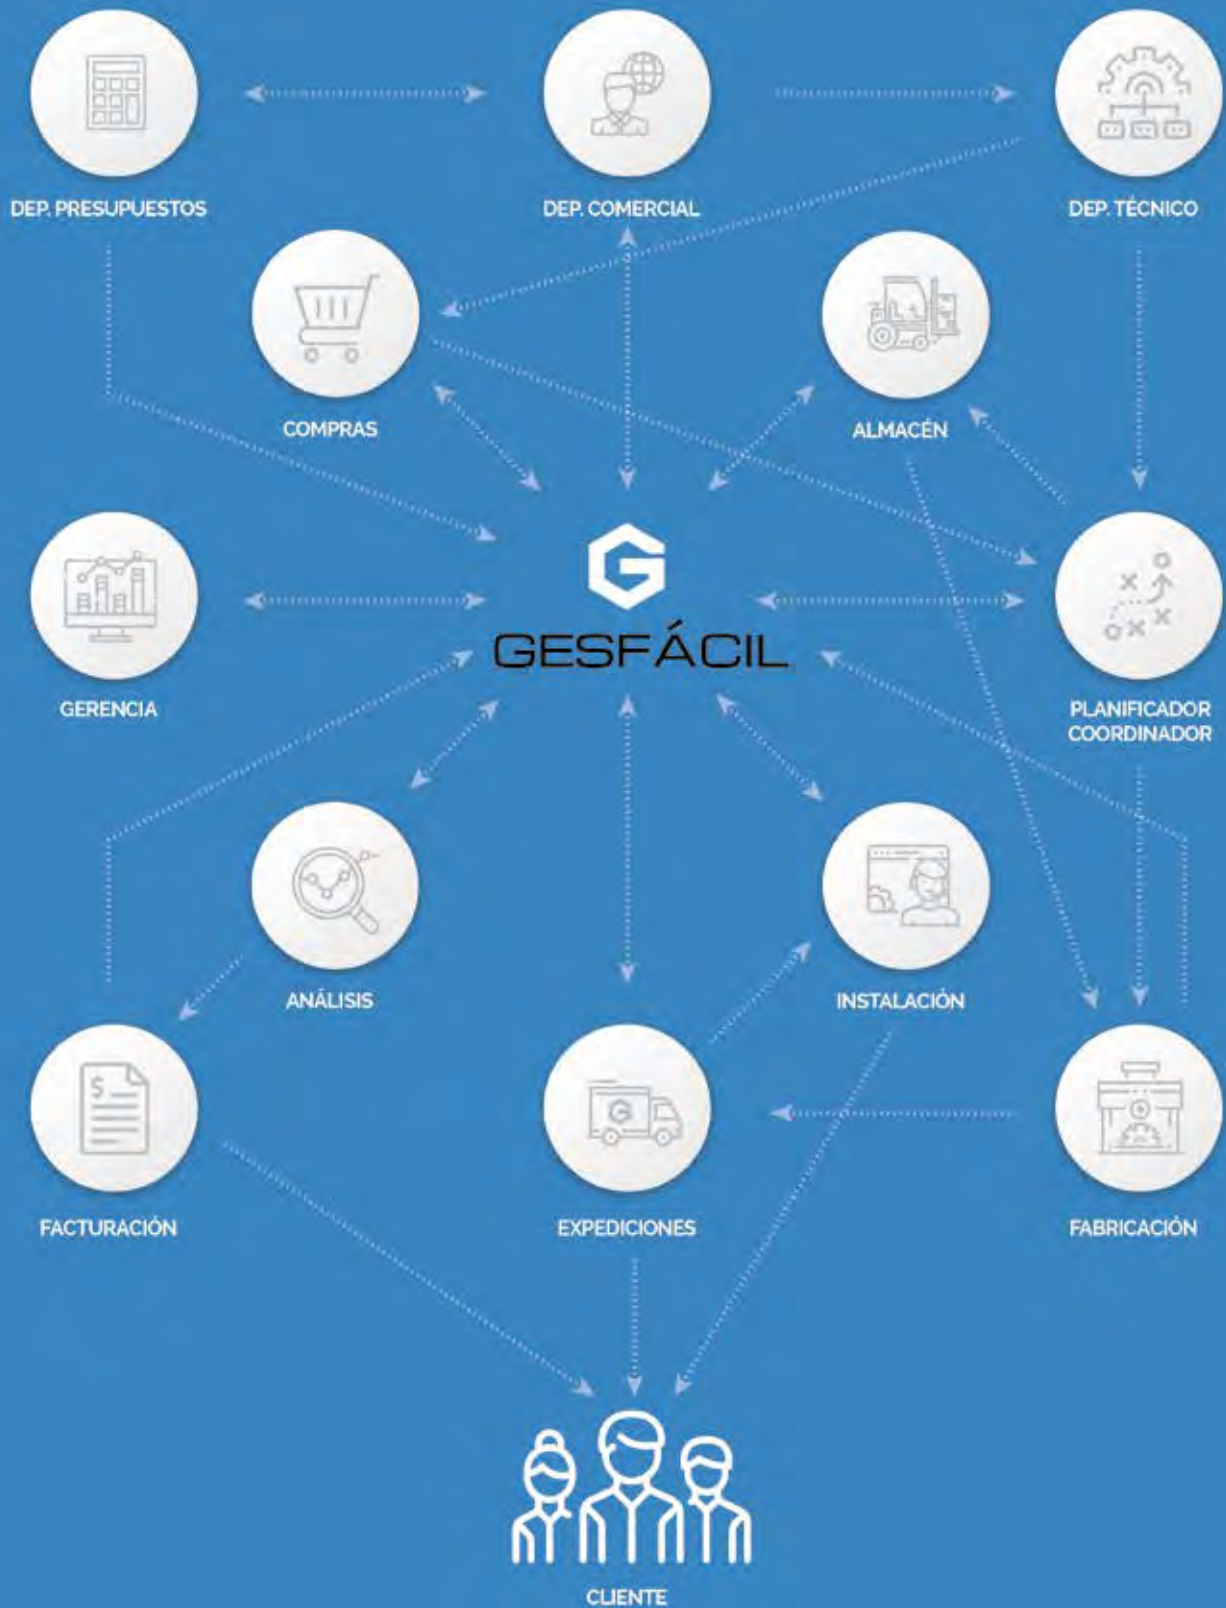 DEP. PRESUPUESTOS
DEP. COMERCIAL
DEP. TÉCNICO
COMPRAS
ALMACÉN
G
GESFÁCIL
GERENCIA
PLANIFICADOR
COORDINADOR
ANÁLISIS
INSTALACIÓN
$
G
FACTURACIÓN
EXPEDICIONES
FABRICACIÓN
CLIENTE